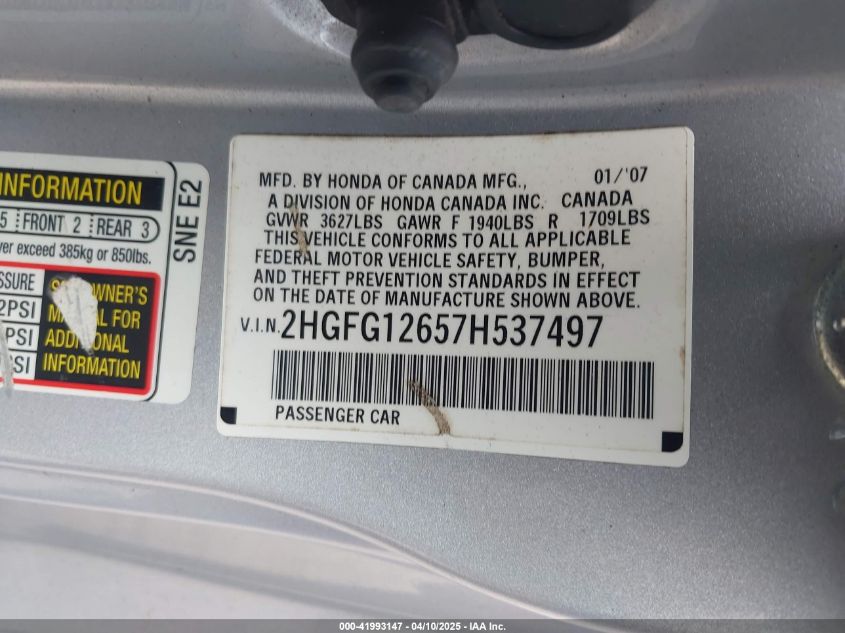 INFORMATION
5 FRONT 2 REAR 3
ver exceed 385kg or 850lbs.
SSURE
2PSI
PSI
PSI
OWNER'S
MANUAL FOR
ADDITIONAL
INFORMATION
SNE E2
MFD. BY HONDA OF CANADA MFG., 01/'07
A DIVISION OF HONDA CANADA INC. CANADA
GVWR 3627LBS GAWR F 1940LBS R 1709LBS
THIS VEHICLE CONFORMS TO ALL APPLICABLE
FEDERAL MOTOR VEHICLE SAFETY, BUMPER,
AND THEFT PREVENTION STANDARDS IN EFFECT
ON THE DATE OF MANUFACTURE SHOWN ABOVE.
V.I.N. 2HGFG12657H537497
PASSENGER CAR
000-41993147 - 04/10/2025 - IAA Inc.